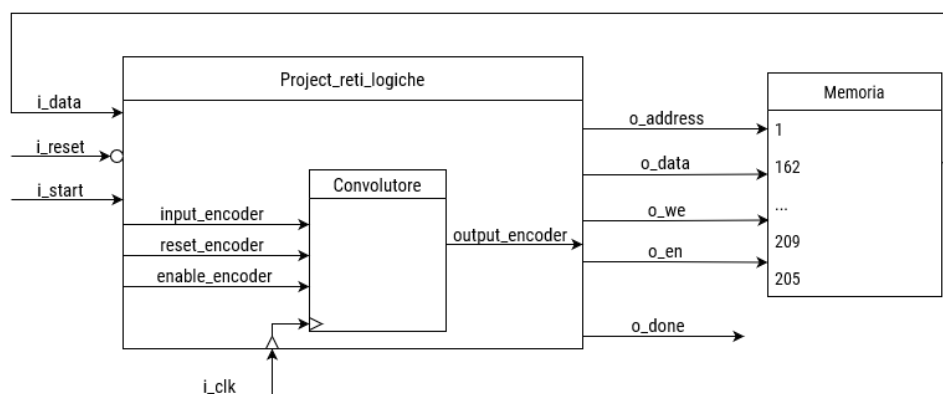 Project_reti_logiche
Memoria
i_data
o_address
1
i_reset
o_data
162
i_start
Convolutore
input_encoder
o_we
...
reset_encoder
output_encoder
209
enable_encoder
o_en
205
o_done
i_clk